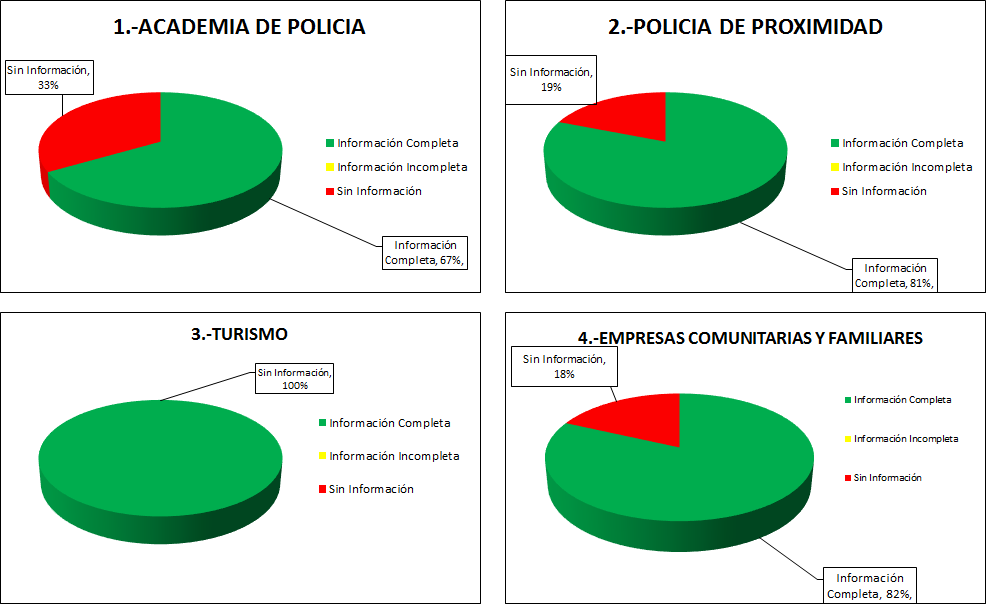 1.-ACADEMIA DE POLICIA
Sin Información,
33%
Información Completa
Información Incompleta
Sin Información
Información
Completa, 67%,
2.-POLICIA DE PROXIMIDAD
Sin Información,
19%
Información Completa
Información Incompleta
Sin Información
Información
Completa, 81%,
3.-TURISMO
Sin Información,
100%
Información Completa
Información Incompleta
Sin Información
4.-EMPRESAS COMUNITARIAS Y FAMILIARES
Sin Información,
18%
Información Completa
Información Incompleta
Sin Información
Información
Completa, 82%,